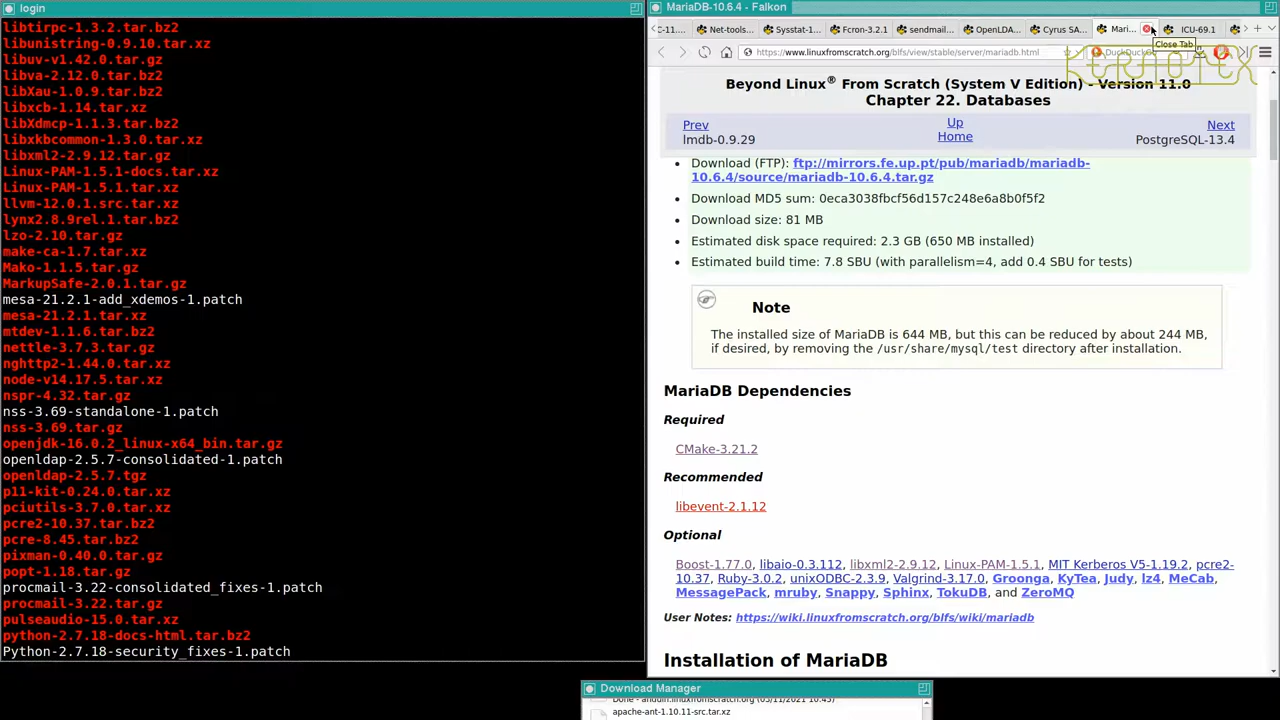 login
libtirpc-1.3.2.tar.bz2
libunistring-0.9.10.tar.xz
libuv-v1.42.0.tar.gz
libva-2.12.0.tar.bz2
libXau-1.0.9.tar.bz2
libxcb-1.14.tar.xz
libXdmcp-1.1.3.tar.bz2
libxkbcommon-1.3.0.tar.xz
libxml2-2.9.12.tar.gz
Linux-PAM-1.5.1-docs.tar.xz
Linux-PAM-1.5.1.tar.xz
llvm-12.0.1.src.tar.xz
lynx2.8.9rel.1.tar.bz2
lzo-2.10.tar.gz
make-ca-1.7.tar.xz
Mako-1.1.5.tar.gz
MarkupSafe-2.0.1.tar.gz
mesa-21.2.1-add_xdemos-1.patch
mesa-21.2.1.tar.xz
mtdev-1.1.6.tar.bz2
nettle-3.7.3.tar.gz
nghttp2-1.44.0.tar.xz
node-v14.17.5.tar.xz
nspr-4.32.tar.gz
nss-3.69-standalone-1.patch
nss-3.69.tar.gz
openjdk-16.0.2_linux-x64_bin.tar.gz
openldap-2.5.7-consolidated-1.patch
openldap-2.5.7.tgz
p11-kit-0.24.0.tar.xz
pciutils-3.7.0.tar.xz
pcre2-10.37.tar.bz2
pcre-8.45.tar.bz2
pixman-0.40.0.tar.gz
popt-1.18.tar.gz
procmail-3.22-consolidated_fixes-1.patch
procmail-3.22.tar.gz
pulseaudio-15.0.tar.xz
python-2.7.18-docs-html.tar.bz2
Python-2.7.18-security_fixes-1.patch
MariaDB-10.6.4 - Falkon
C-11.... Net-tools... Sysstat-1... Fcron-3.2.1 sendmail... OpenLDA... Cyrus SA... Mari... ICU-69.1
Close Tab
https://www.linuxfromscratch.org/blfs/view/stable/server/mariadb.html
DuckDuckGo
KERNOTEX
Beyond Linux® From Scratch (System V Edition) - Version 11.0
Chapter 22. Databases
Prev Up Next
lmdb-0.9.29 Home PostgreSQL-13.4
• Download (FTP): ftp://mirrors.fe.up.pt/pub/mariadb/mariadb-
10.6.4/source/mariadb-10.6.4.tar.gz
• Download MD5 sum: 0eca3038fbcf56d157c248e6a8b0f5f2
• Download size: 81 MB
• Estimated disk space required: 2.3 GB (650 MB installed)
• Estimated build time: 7.8 SBU (with parallelism=4, add 0.4 SBU for tests)
Note
The installed size of MariaDB is 644 MB, but this can be reduced by about 244 MB,
if desired, by removing the /usr/share/mysql/test directory after installation.
MariaDB Dependencies
Required
CMake-3.21.2
Recommended
libevent-2.1.12
Optional
Boost-1.77.0, libaio-0.3.112, libxml2-2.9.12, Linux-PAM-1.5.1, MIT Kerberos V5-1.19.2, pcre2-
10.37, Ruby-3.0.2, unixODBC-2.3.9, Valgrind-3.17.0, Groonga, KyTea, Judy, lz4, MeCab,
MessagePack, mruby, Snappy, Sphinx, TokuDB, and ZeroMQ
User Notes: https://wiki.linuxfromscratch.org/blfs/wiki/mariadb
Installation of MariaDB
Download Manager
Done - anduin.linuxfromscratch.org (05/11/2021 10:45)
apache-ant-1.10.11-src.tar.xz